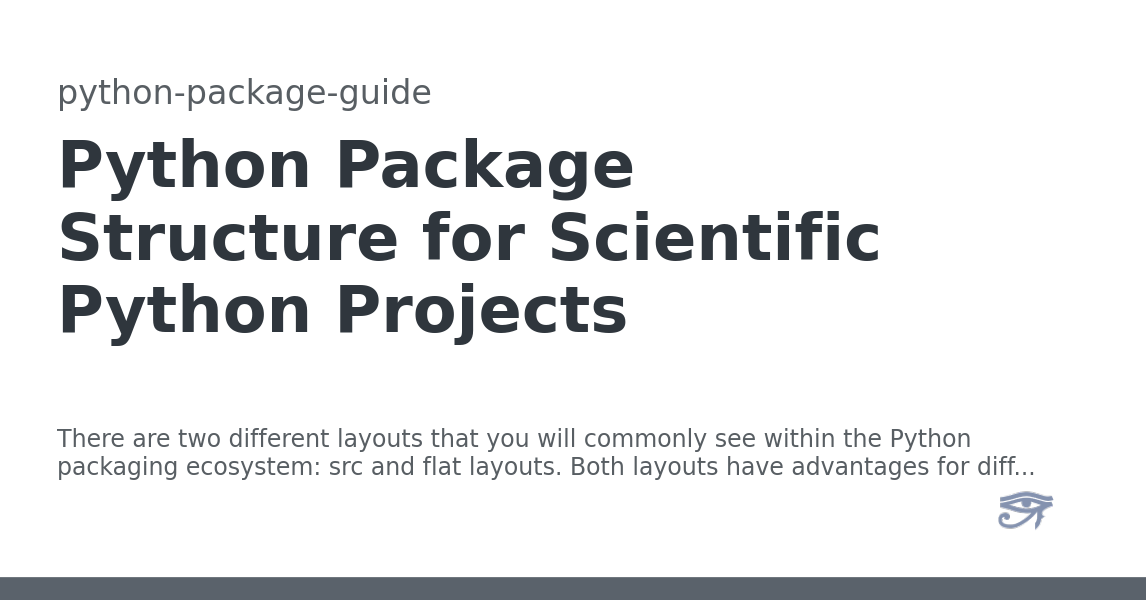 python-package-guide
Python Package
Structure for Scientific
Python Projects
There are two different layouts that you will commonly see within the Python
packaging ecosystem: src and flat layouts. Both layouts have advantages for diff...